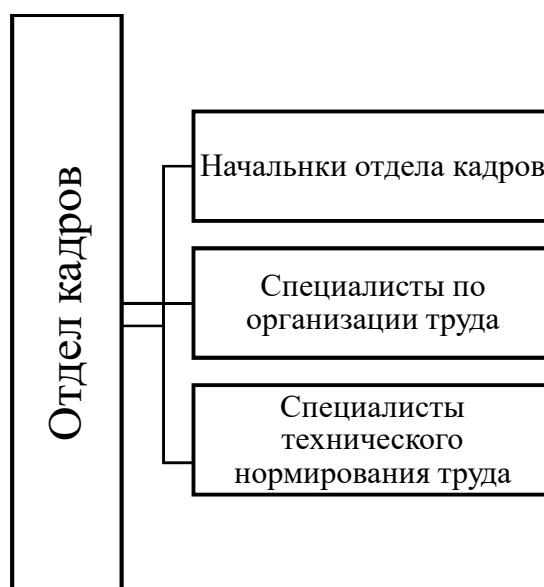 Отдел кадров
Начальнки отдела кадров
Специалисты по
организации труда
Специалисты
технического
нормирования труда